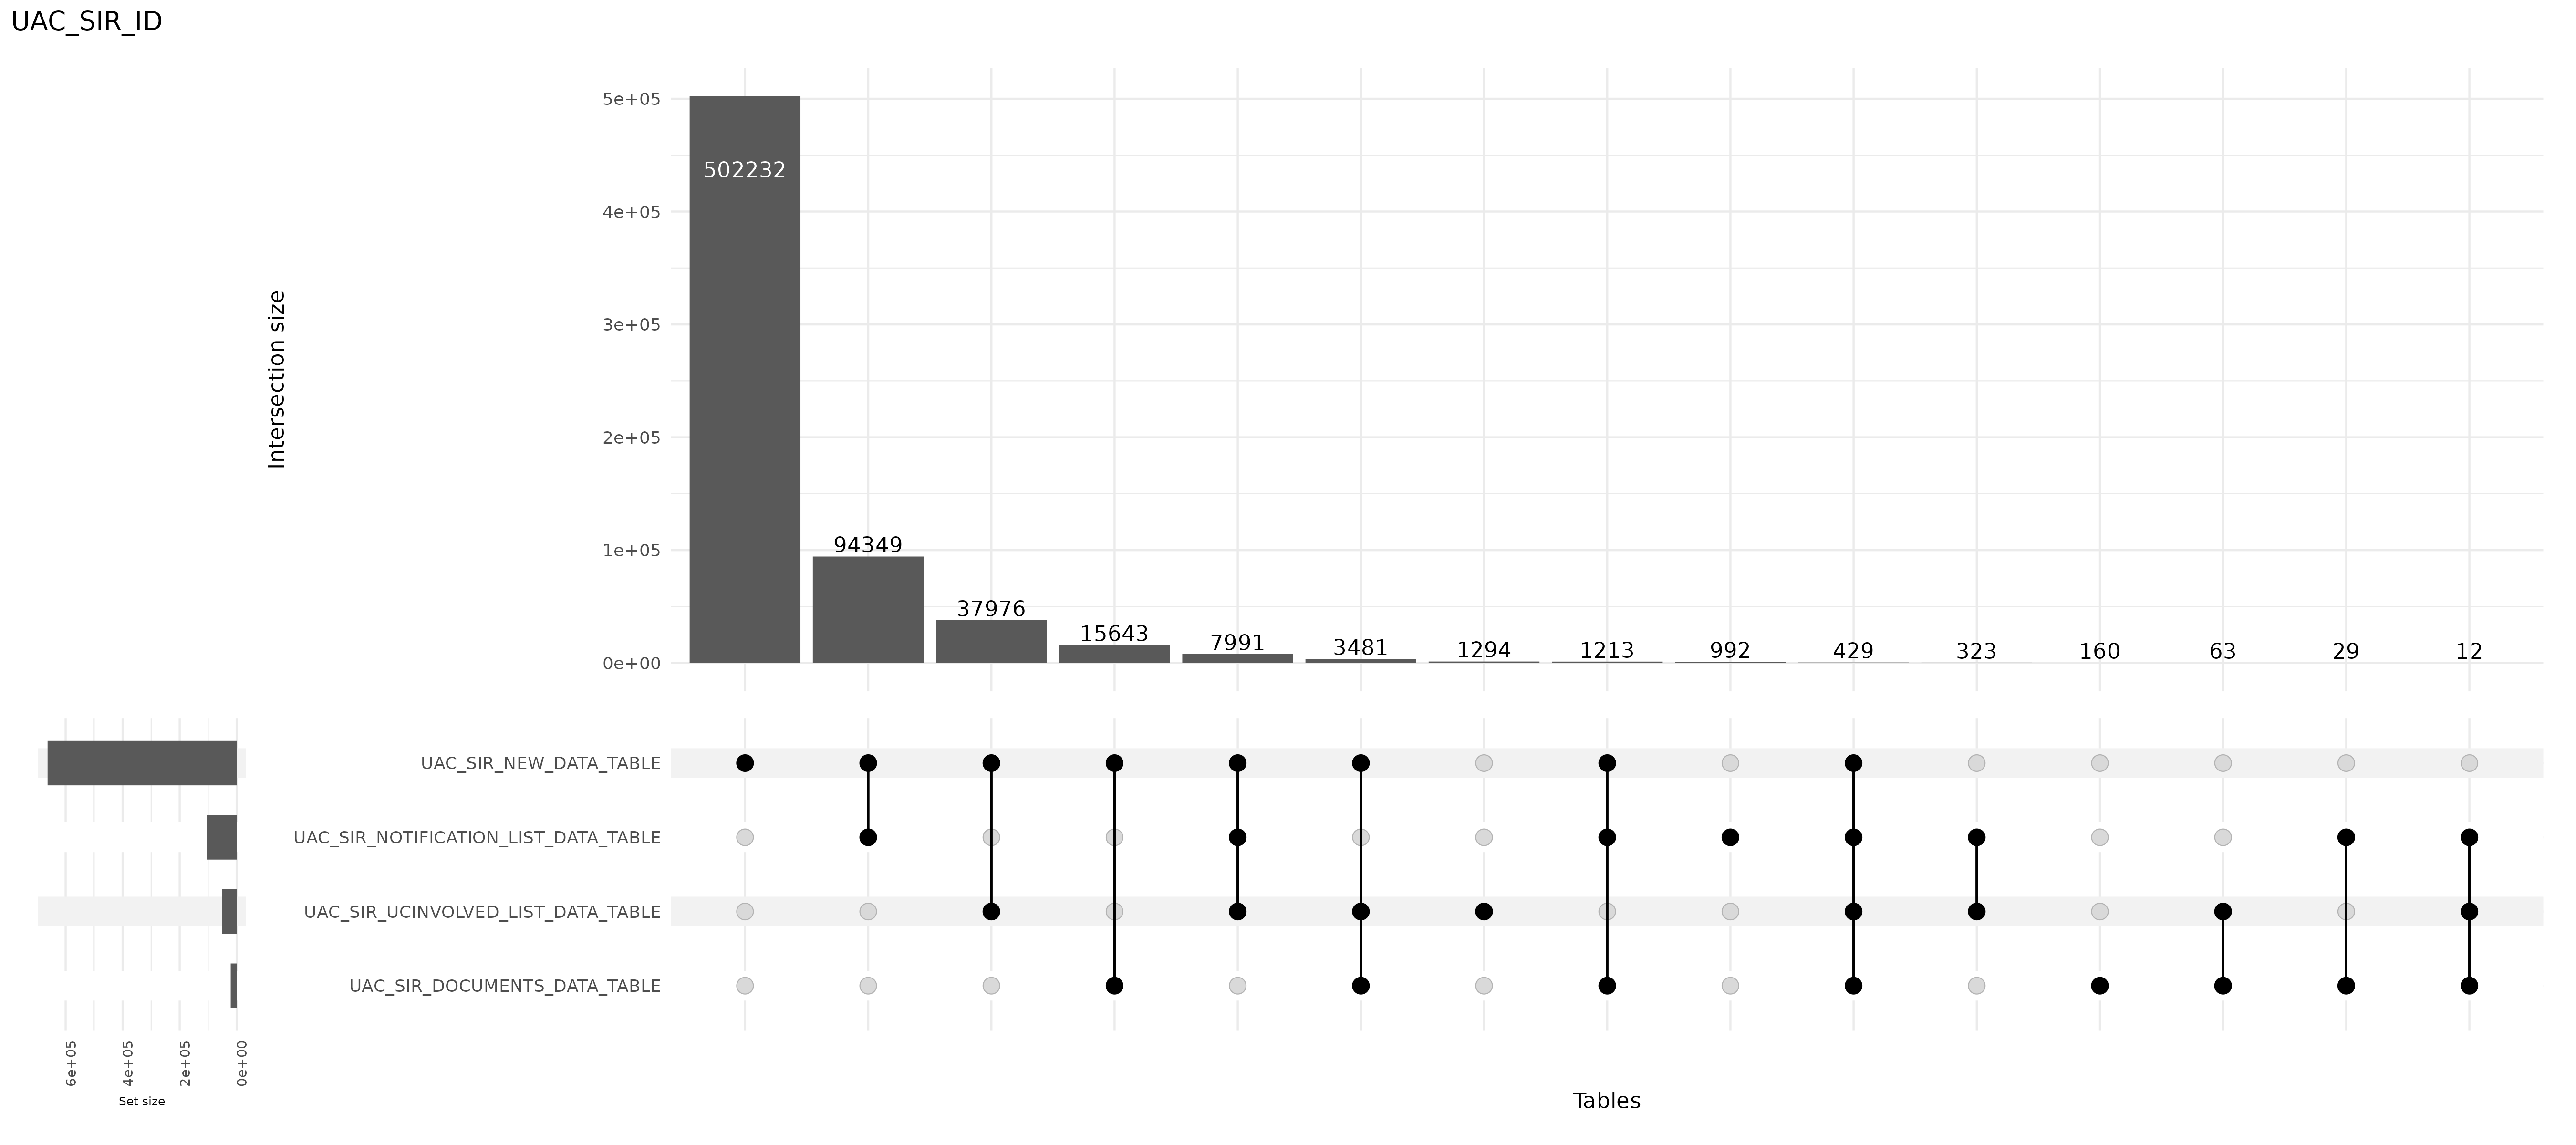 UAC_SIR_ID
Intersection size
5e+05
4e+05
3e+05
2e+05
1e+05
0e+00
502232
94349
37976
15643
7991
3481
1294
1213
992
429
323
160
63
29
12
UAC_SIR_NEW_DATA_TABLE
UAC_SIR_NOTIFICATION_LIST_DATA_TABLE
UAC_SIR_UCINVOLVED_LIST_DATA_TABLE
UAC_SIR_DOCUMENTS_DATA_TABLE
6e+05
4e+05
2e+05
0e+00
Set size
Tables